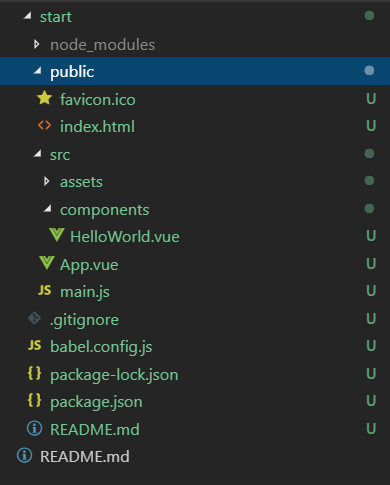 start
node_modules
public
favicon.ico U
<> index.html U
src
assets
components
HelloWorld.vue U
App.vue U
JS main.js U
.gitignore U
JS babel.config.js U
{ } package-lock.json U
{ } package.json U
README.md U
README.md